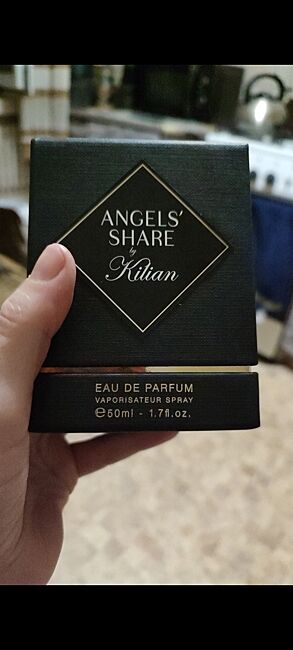 ANGELS'
SHARE
by
Kilian
EAU DE PARFUM
VAPORISATEUR SPRAY
℮50ml - 1.7fl.oz.